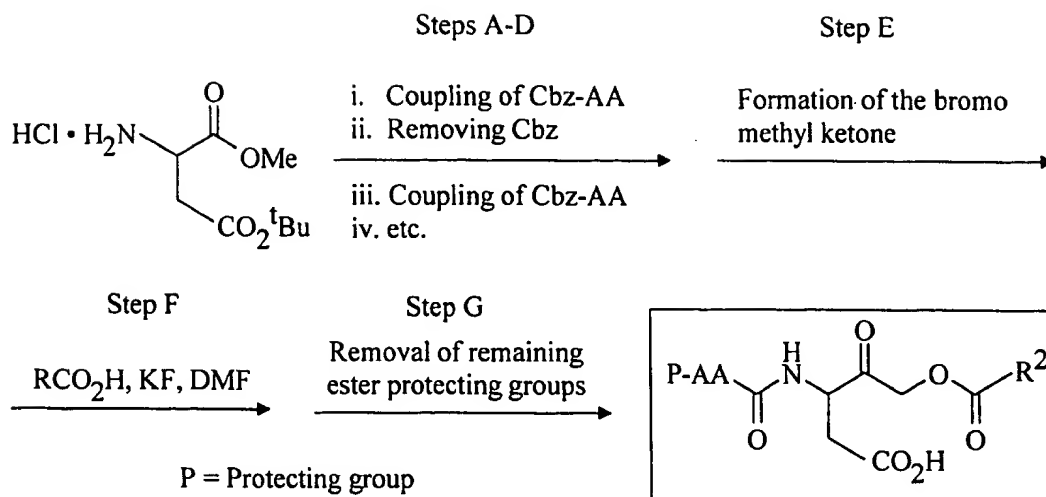 Steps A-D
Step E
HCl • H2N
O
OMe
CO2tBu
i. Coupling of Cbz-AA
ii. Removing Cbz
iii. Coupling of Cbz-AA
iv. etc.
Formation of the bromo
methyl ketone
Step F
RCO2H, KF, DMF
Step G
Removal of remaining
ester protecting groups
P-AA
O
H
N
O
CO2H
O
O
R2
P = Protecting group